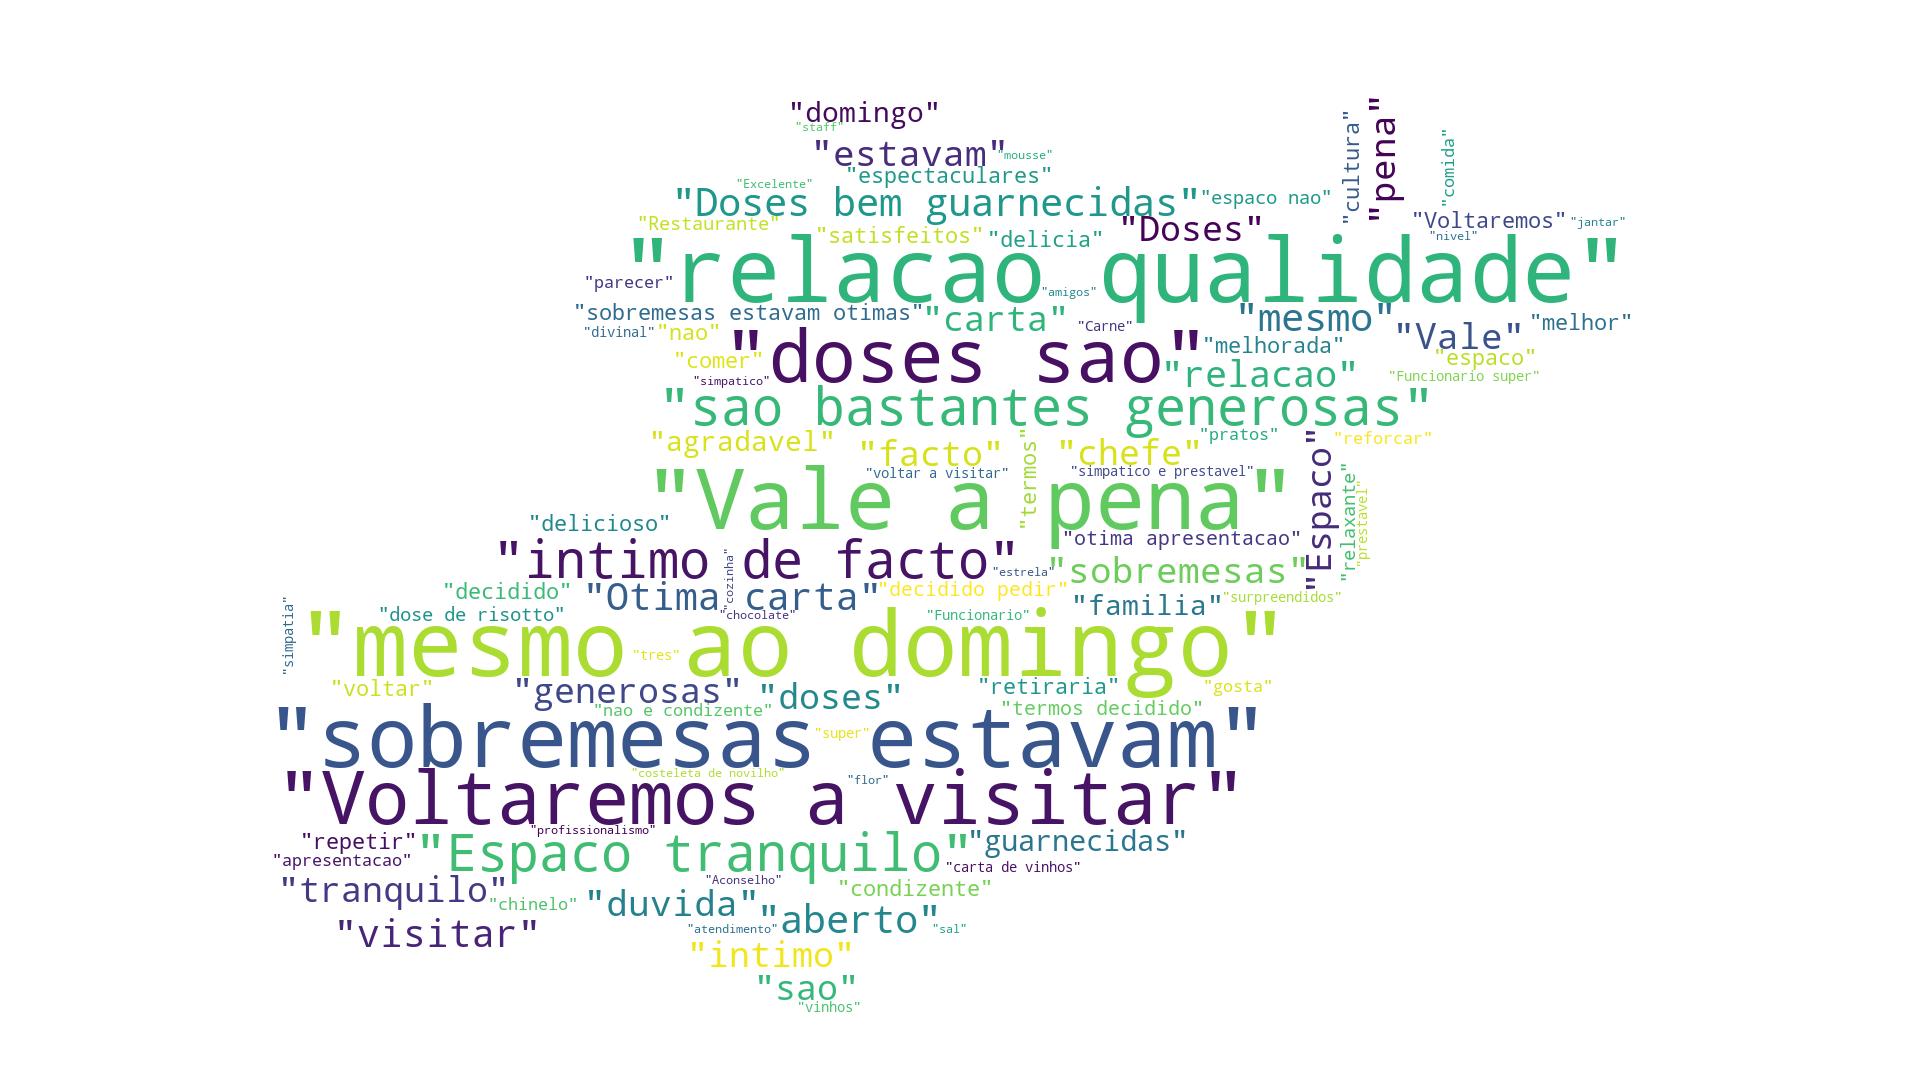 "domingo"
"staff"
"estavam"
"mousse"
"cultura"
"pena"
"comida"
"espectaculares"
"Excelente"
"Doses bem guarnecidas"
"espaco nao"
"Restaurante"
"satisfeitos"
"delicia"
"Doses"
"Voltaremos"
"jantar"
"nivel"
"relacao qualidade"
"parecer"
"amigos"
"sobremesas estavam otimas"
"carta"
"Carne"
"mesmo"
"Vale"
"melhor"
"divinal"
"nao"
"doses sao"
"melhorada"
"comer"
"espaco"
"simpatico"
"relacao"
"Funcionario super"
"sao bastantes generosas"
"agradavel"
"facto"
"termos"
"chefe"
"pratos"
"Espaco"
"reforcar"
"voltar a visitar"
"simpatico e prestavel"
"relaxante"
"prestavel"
"Vale a pena"
"delicioso"
"otima apresentacao"
"intimo de facto"
"cozinha"
"estrela"
"sobremesas"
"decidido"
"Otima carta"
"decidido pedir"
"familia"
"surpreendidos"
"simpatia"
"dose de risotto"
"chocolate"
"Funcionario"
"mesmo ao domingo"
"tres"
"voltar"
"generosas"
"doses"
"retiraria"
"gosta"
"nao e condizente"
"termos decidido"
"sobremesas estavam"
"super"
"costeleta de novilho"
"flor"
"Voltaremos a visitar"
"profissionalismo"
"repetir"
"Espaco tranquilo"
"guarnecidas"
"apresentacao"
"carta de vinhos"
"tranquilo"
"Aconselho"
"condizente"
"chinelo"
"duvida"
"aberto"
"visitar"
"atendimento"
"sal"
"intimo"
"sao"
"vinhos"